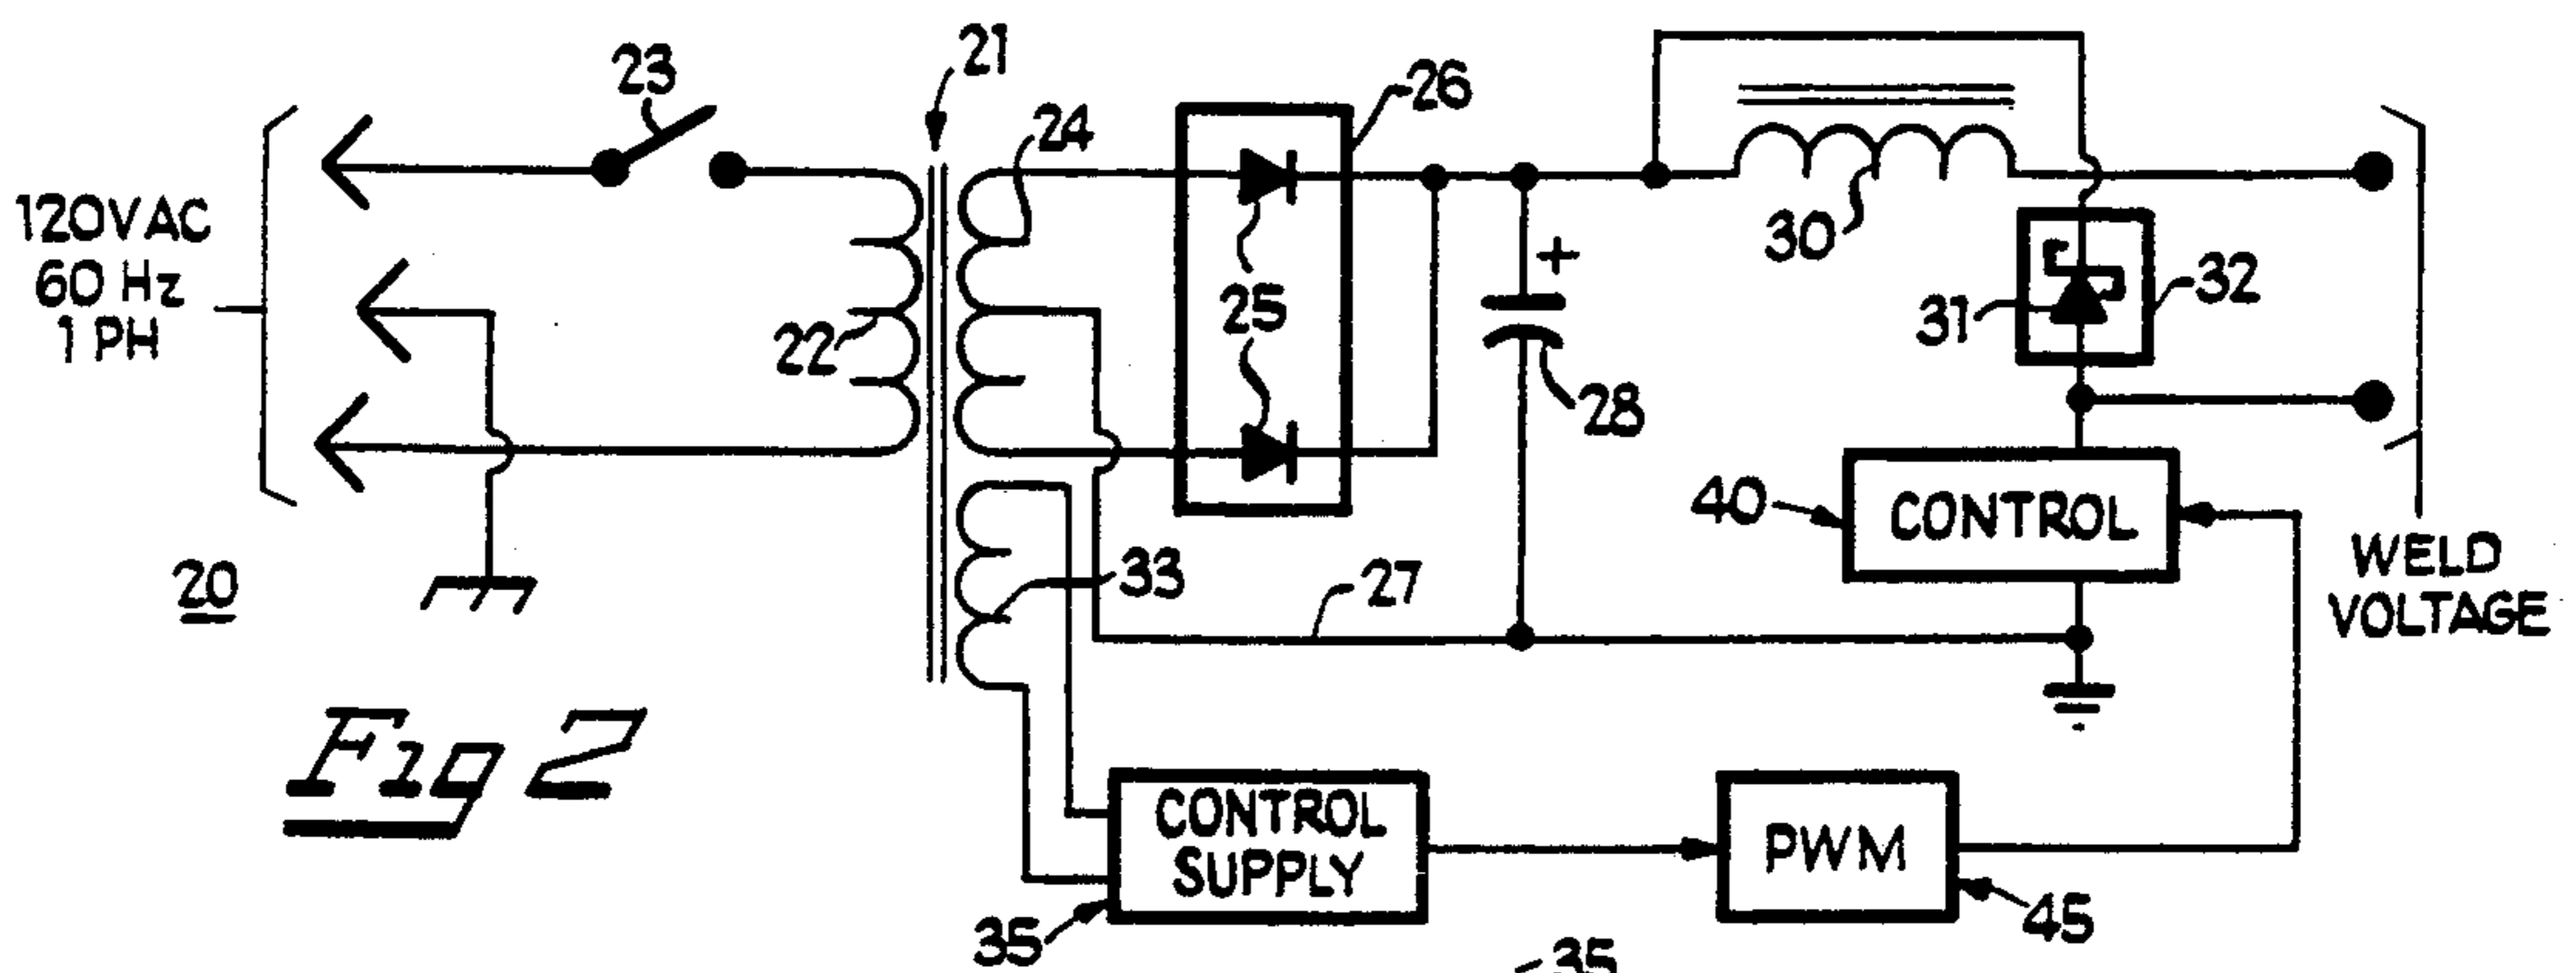 21
23
26
24
120VAC
60 Hz
1 PH
22
25
+
28
30
31
32
40
CONTROL
WELD
VOLTAGE
20
33
27
Fig 2
CONTROL
SUPPLY
PWM
35
45
35